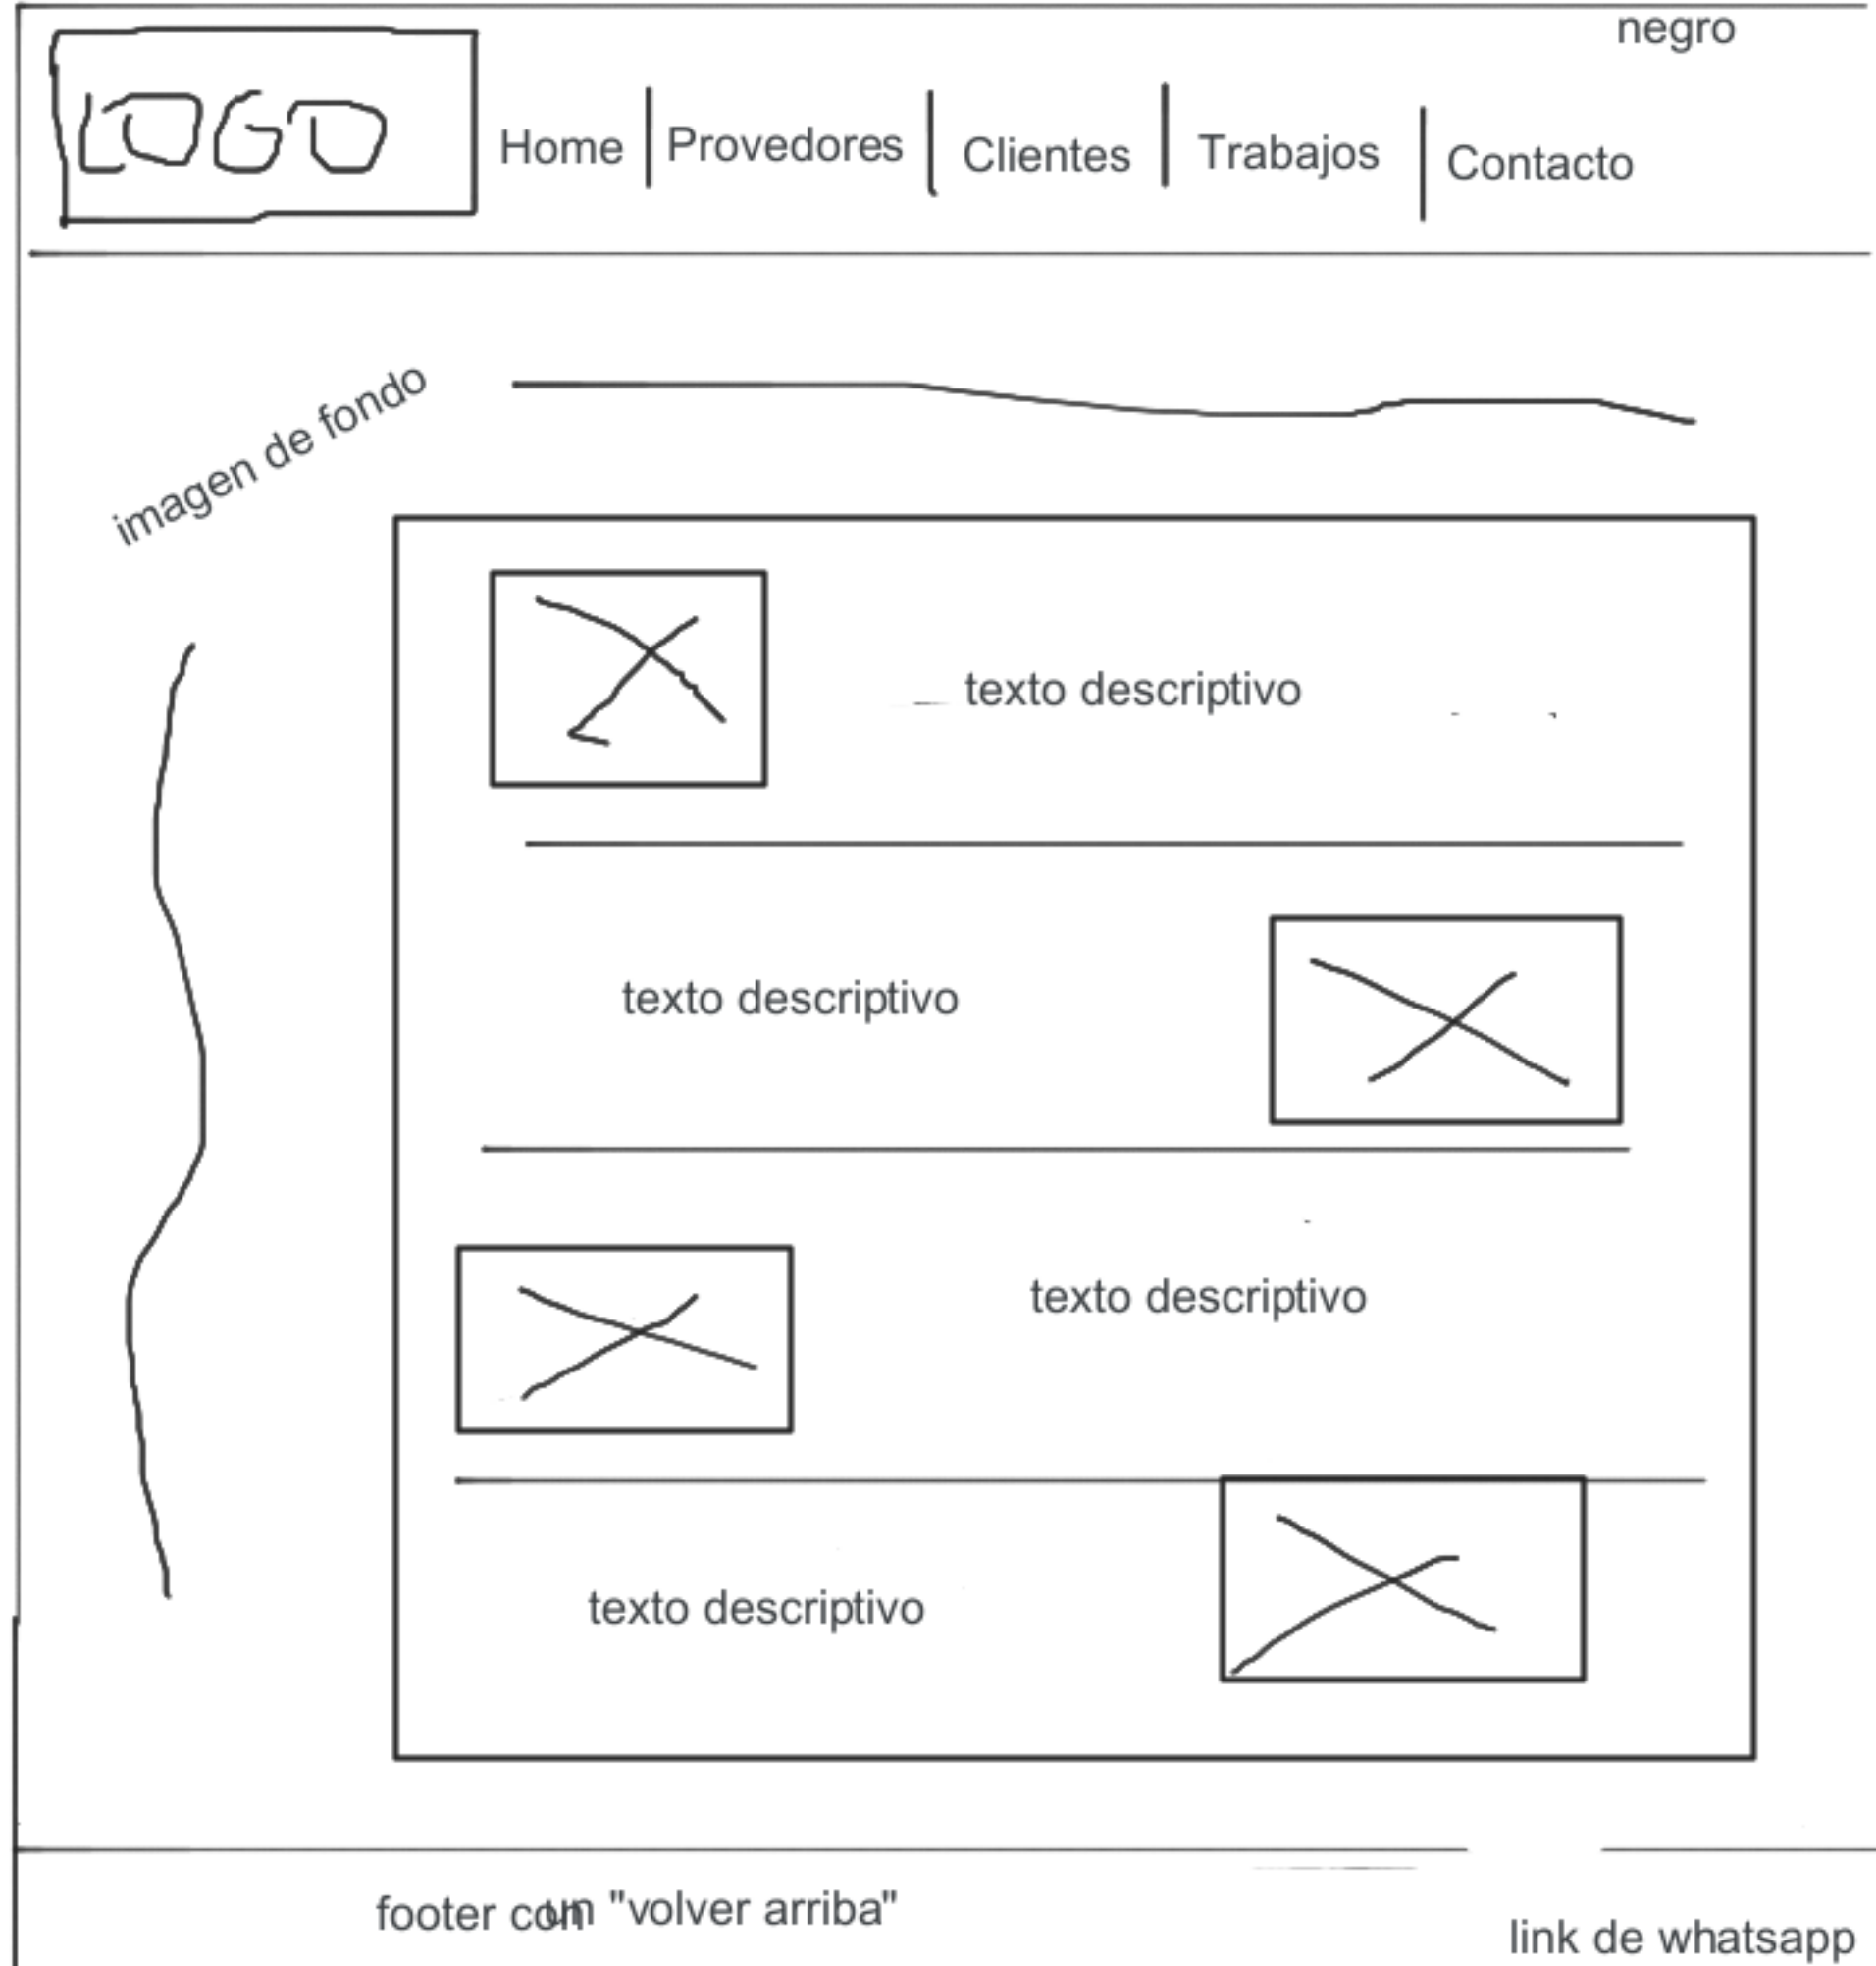 negro
LOGO
Home
Provedores
Clientes
Trabajos
Contacto
imagen de fondo
texto descriptivo
texto descriptivo
texto descriptivo
texto descriptivo
footer con un "volver arriba"
link de whatsapp